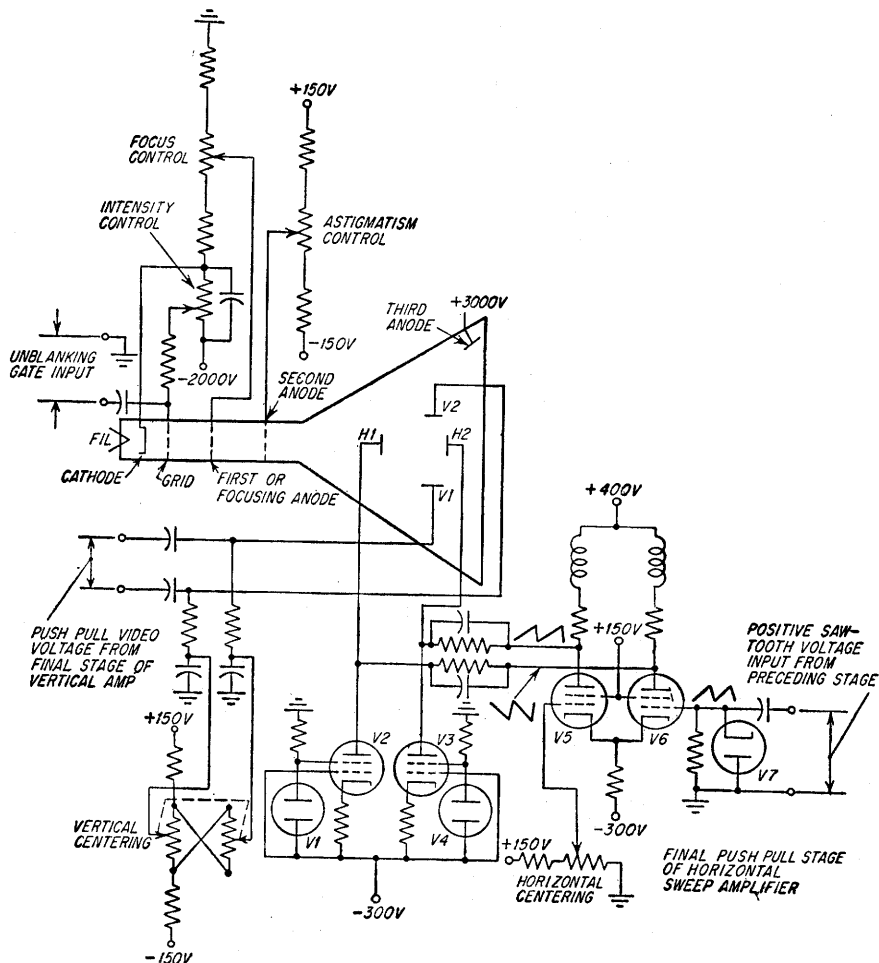 +150V
FOCUS
CONTROL
INTENSITY
CONTROL
ASTIGMATISM
CONTROL
+3000V
THIRD
ANODE
-150V
UNBLANKING
GATE INPUT
-2000V
SECOND
ANODE
V2
FIL
H1
H2
CATHODE
GRID
FIRST OR
FOCUSING ANODE
V1
+400V
PUSH PULL VIDEO
VOLTAGE FROM
FINAL STAGE OF
VERTICAL AMP
+150V
POSITIVE SAW-
TOOTH VOLTAGE
INPUT FROM
PRECEDING STAGE
+150V
V2
V3
V5
V6
V7
VERTICAL
CENTERING
V1
V4
-300V
+150V
HORIZONTAL
CENTERING
FINAL PUSH PULL STAGE
OF HORIZONTAL
SWEEP AMPLIFIER
-300V
-150V